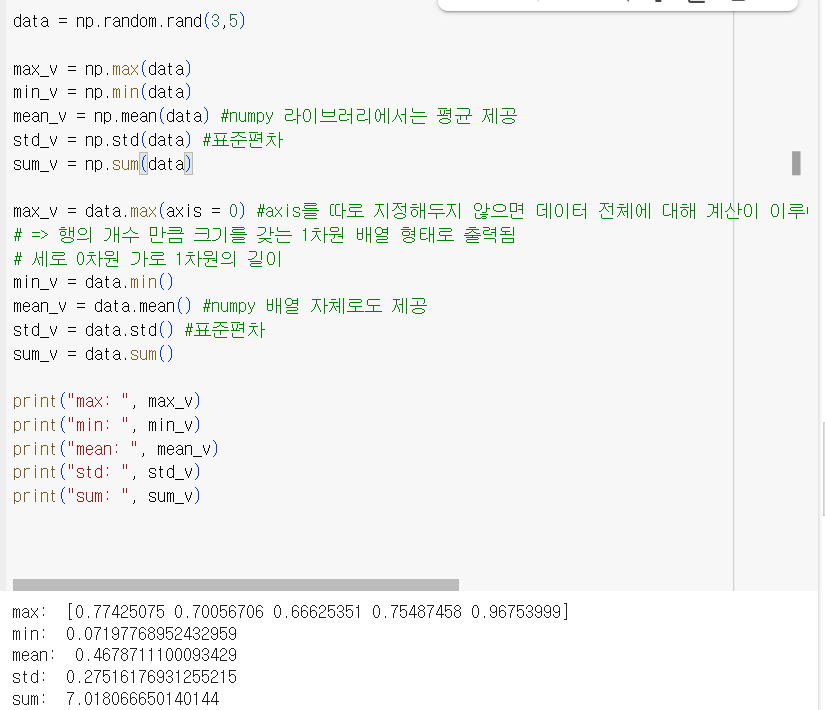 data = np.random.rand(3,5)
max_v = np.max(data)
min_v = np.min(data)
mean_v = np.mean(data) #numpy 라이브러리에서는 평균 제공
std_v = np.std(data) #표준편차
sum_v = np.sum(data)
max_v = data.max(axis = 0) #axis를 따로 지정해두지 않으면 데이터 전체에 대해 계산이
# => 행의 개수 만큼 크기를 갖는 1차원 배열 형태로 출력됨
# 세로 0차원 가로 1차원의 길이
min_v = data.min()
mean_v = data.mean() #numpy 배열 자체로도 제공
std_v = data.std() #표준편차
sum_v = data.sum()
print("max: ", max_v)
print("min: ", min_v)
print("mean: ", mean_v)
print("std: ", std_v)
print("sum: ", sum_v)
max:  [0.77425075 0.70056706 0.66625351 0.75487458 0.96753999]
min:  0.07197768952432959
mean:  0.4678711100093429
std:  0.27516176931255215
sum:  7.018066650140144